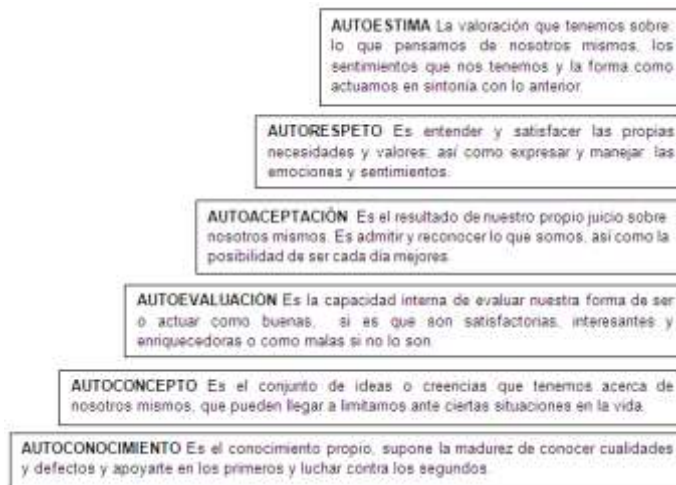 AUTOESTIMA La valoración que tenemos sobre
lo que pensamos de nosotros mismos, los
sentimientos que nos tenemos y la forma como
actuamos en sintonía con lo anterior.
AUTORESPETO Es entender y satisfacer las propias
necesidades y valores, así como expresar y manejar las
emociones y sentimientos.
AUTOACEPTACIÓN Es el resultado de nuestro propio juicio sobre
nosotros mismos. Es admitir y reconocer lo que somos, así como la
posibilidad de ser cada día mejores.
AUTOEVALUACIÓN Es la capacidad interna de evaluar nuestra forma de ser
o actuar como buenas, si es que son satisfactorias, interesantes y
enriquecedoras o como malas si no lo son.
AUTOCONCEPTO Es el conjunto de ideas o creencias que tenemos acerca de
nosotros mismos, que pueden llegar a limitarnos ante ciertas situaciones en la vida.
AUTOCONOCIMIENTO Es el conocimiento propio, supone la madurez de conocer cualidades
y defectos y apoyarte en los primeros y luchar contra los segundos.